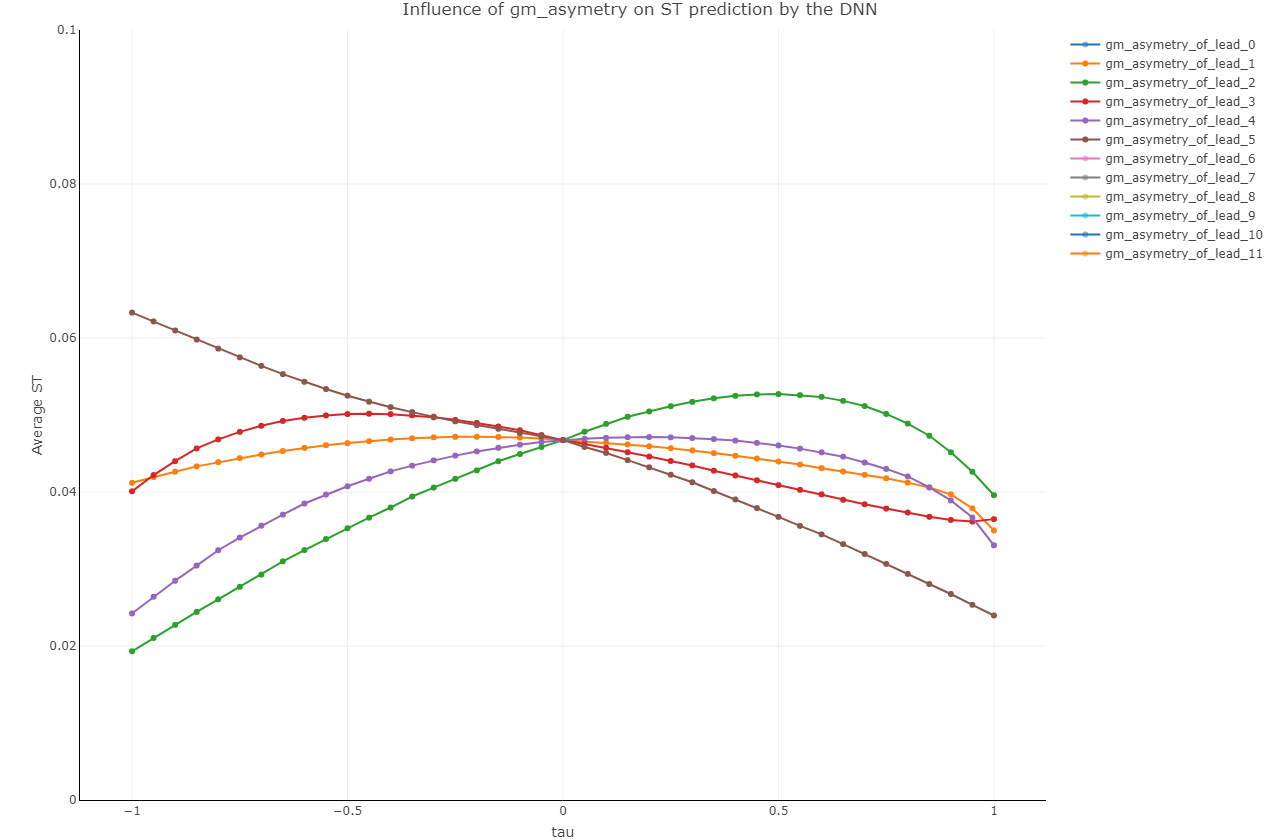 Influence of gm_asymetry on ST prediction by the DNN
0.1
0.08
0.06
0.04
0.02
0
Average ST
−1
−0.5
0
0.5
1
tau
gm_asymetry_of_lead_0
gm_asymetry_of_lead_1
gm_asymetry_of_lead_2
gm_asymetry_of_lead_3
gm_asymetry_of_lead_4
gm_asymetry_of_lead_5
gm_asymetry_of_lead_6
gm_asymetry_of_lead_7
gm_asymetry_of_lead_8
gm_asymetry_of_lead_9
gm_asymetry_of_lead_10
gm_asymetry_of_lead_11